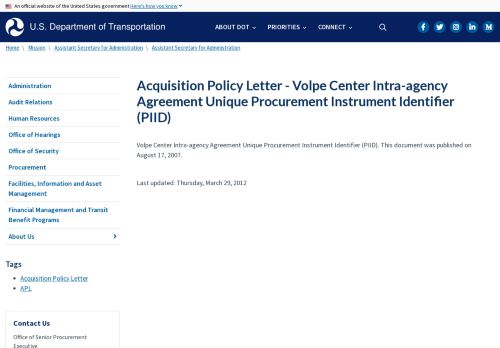 An official website of the United States government Here's how you know
U.S. Department of Transportation
ABOUT DOT
PRIORITIES
CONNECT
Home \ Mission \ Assistant Secretary for Administration \ Assistant Secretary for Administration
Administration
Audit Relations
Human Resources
Office of Hearings
Office of Security
Procurement
Facilities, Information and Asset
Management
Financial Management and Transit
Benefit Programs
About Us
Tags
Acquisition Policy Letter
APL
Contact Us
Office of Senior Procurement
Executive
Acquisition Policy Letter - Volpe Center Intra-agency
Agreement Unique Procurement Instrument Identifier
(PIID)
Volpe Center Intra-agency Agreement Unique Procurement Instrument Identifier (PIID). This document was published on
August 17, 2007.
Last updated: Thursday, March 29, 2012